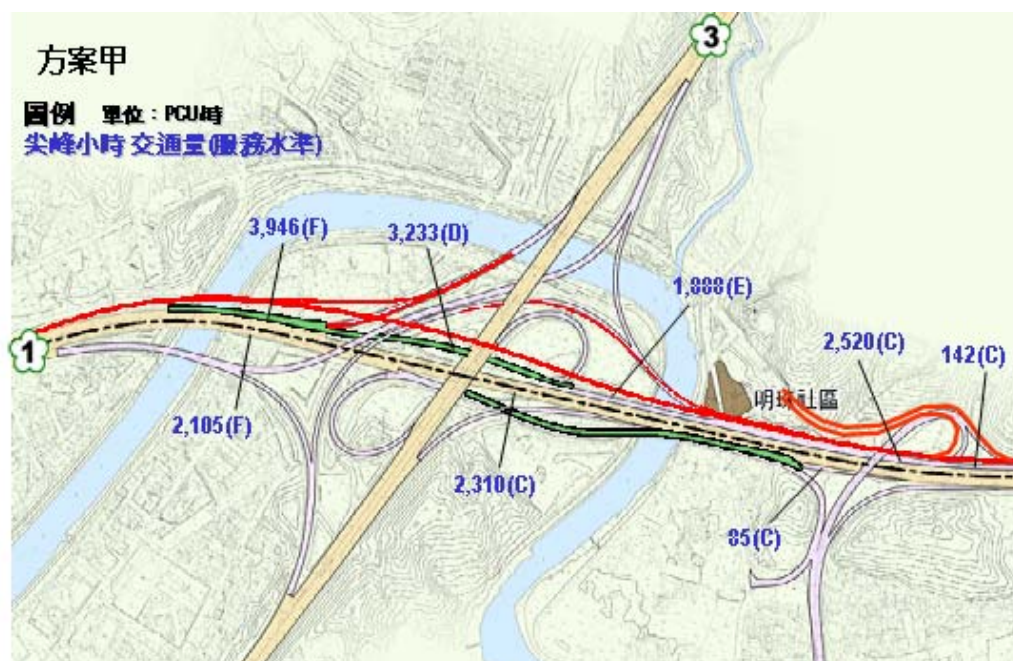 方案甲
圖例 單位:PCU/時
尖峰小時 交通量(服務水準)
3
3,946(F)
3,233(D)
1,888(E)
1
2,520(C)
142(C)
明珠社區
2,105(F)
2,310(C)
85(C)